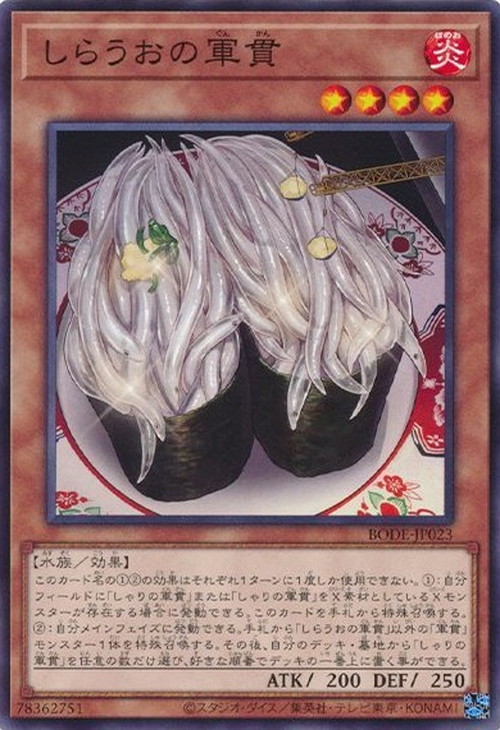 しらうおの軍貫
炎
BODE-JP023
【水族／効果】
このカード名の①②の効果はそれぞれ1ターンに1度しか使用できない。①：自分
フィールドに「しゃりの軍貫」または「しゃりの軍貫」をX素材としているXモン
スターが存在する場合に発動できる。このカードを手札から特殊召喚する。
②：自分メインフェイズに発動できる。手札から「しらうおの軍貫」以外の「軍貫」
モンスター1体を特殊召喚する。その後、自分のデッキ・墓地から「しゃりの
軍貫」を任意の数だけ選び、好きな順番でデッキの一番上に置く事ができる。
ATK/ 200 DEF/ 250
78362751
©スタジオ・ダイス／集英社・テレビ東京・KONAMI